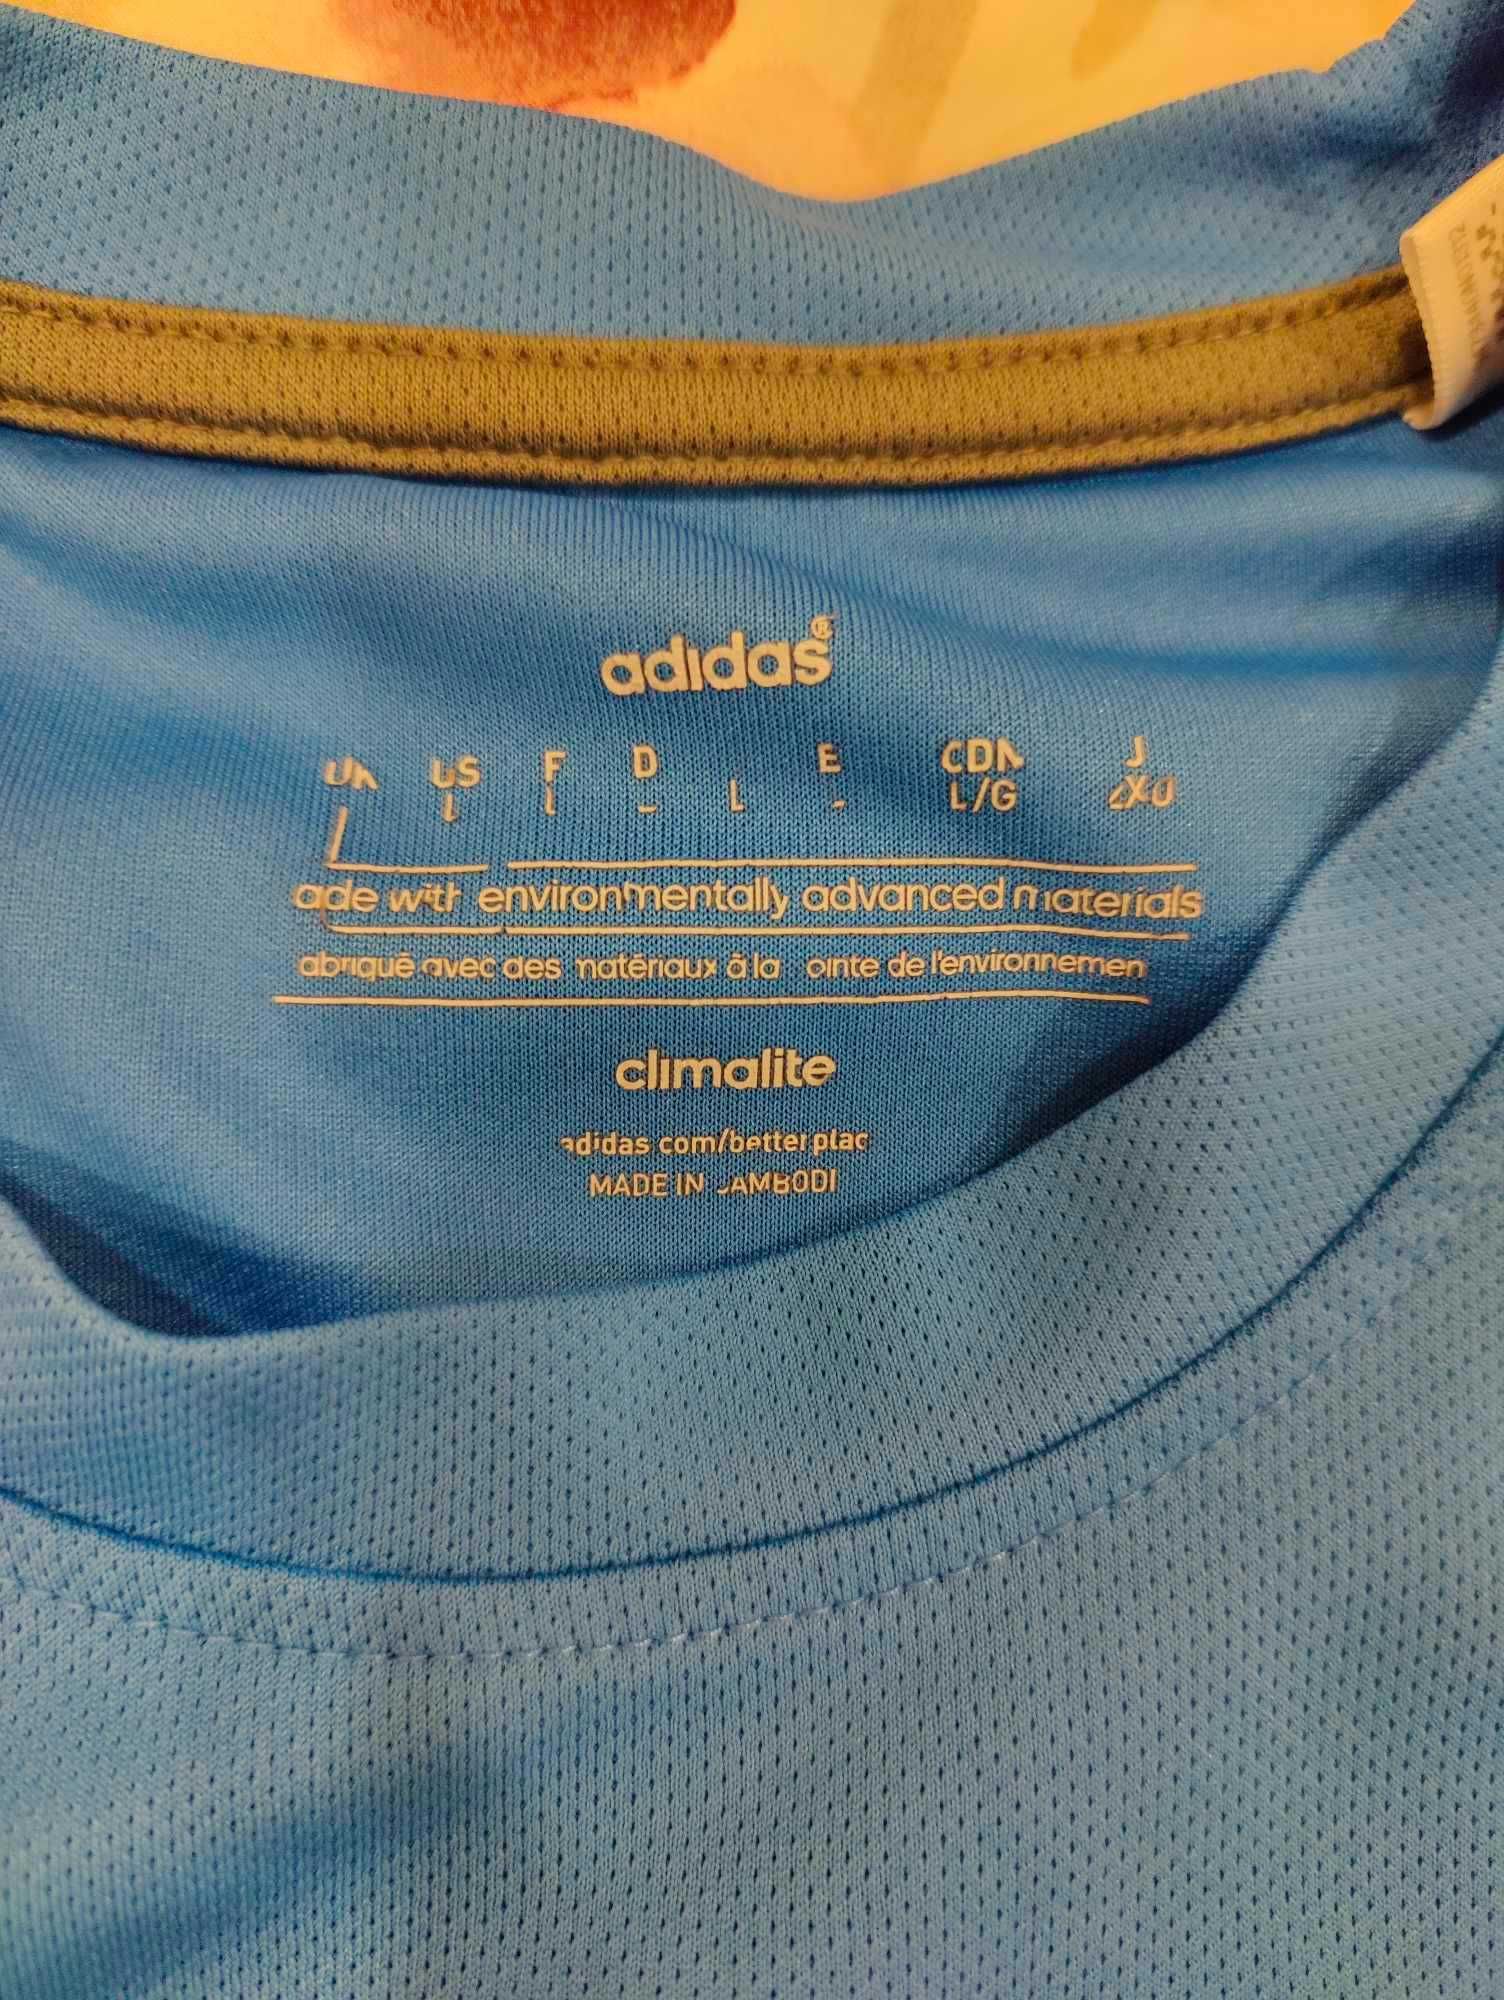 adidas®
US F D E CDN J
L L/G
ade with environmentally advanced materials
abriqué avec des matériaux à la ointe de l'environnemen
climalite
adidas com/better plac
MADE IN AMBODI